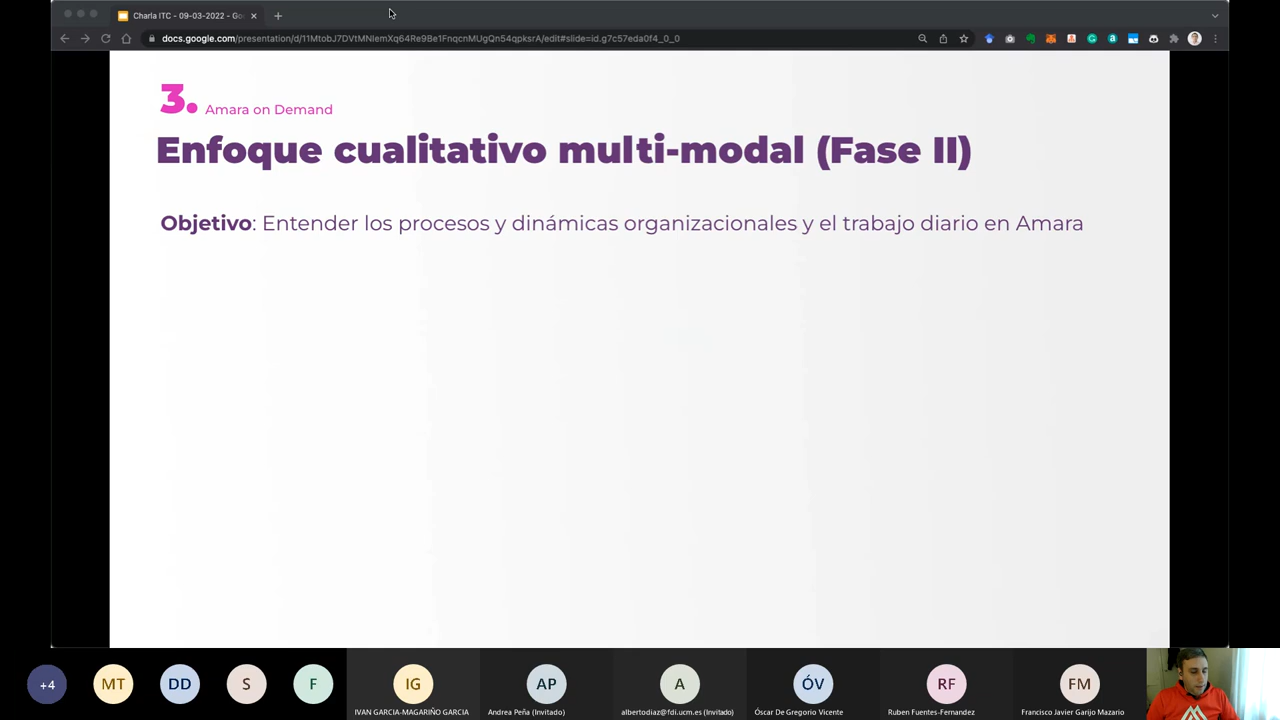 Charla ITC - 09-03-2022 - Go
docs.google.com/presentation/d/11MtobJ7DVtMNIemXq64Re9Be1FnqcnMUgQn54qpksrA/edit#slide=id.g7c57eda0f4_0_0
3. Amara on Demand
Enfoque cualitativo multi-modal (Fase II)
Objetivo: Entender los procesos y dinámicas organizacionales y el trabajo diario en Amara
+4 MT DD S F IG AP A ÓV RF FM
IVAN GARCIA-MAGARIÑO GARCIA Andrea Peña (Invitado) albertodiaz@fdi.ucm.es (Invitado) Óscar De Gregorio Vicente Ruben Fuentes-Fernandez Francisco Javier Garijo Mazario